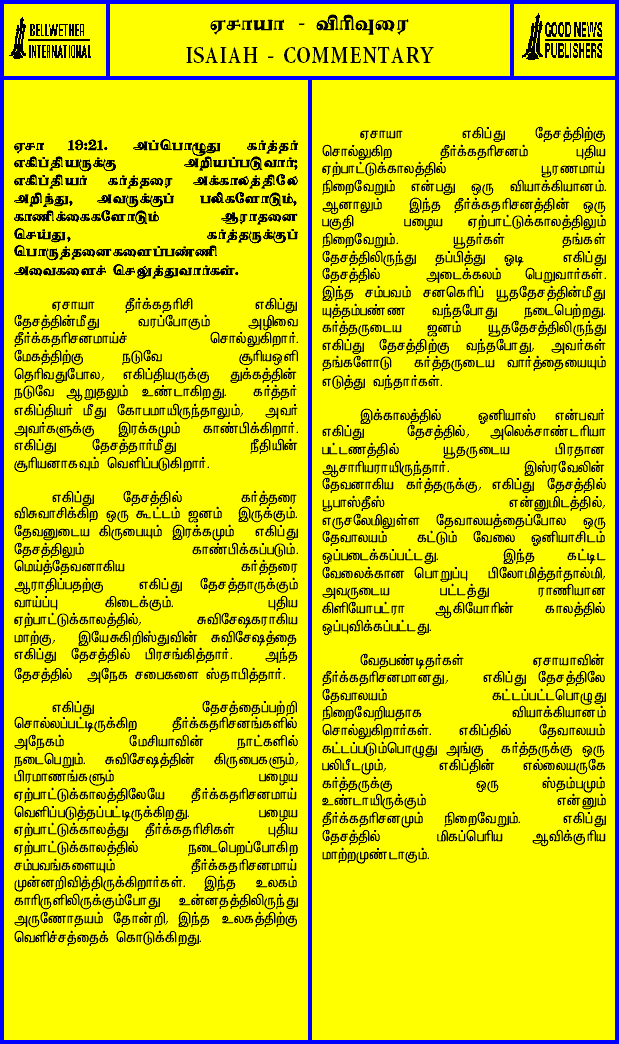 BELLWETHER
INTERNATIONAL
ஏசாயா - விரிவுரை
ISAIAH - COMMENTARY
GOOD NEWS
PUBLISHERS
ஏசா 19:21. அப்பொழுது கர்த்தர்
எகிப்தியருக்கு அறியப்படுவார்;
எகிப்தியர் கர்த்தரை அக்காலத்திலே
அறிந்து, அவருக்குப் பலிகளோடும்,
காணிக்கைகளோடும் ஆராதனை
செய்து, கர்த்தருக்குப்
பொருத்தனைகளைப்பண்ணி
அவைகளைச் செலுத்துவார்கள்.
ஏசாயா தீர்க்கதரிசி எகிப்து
தேசத்தின்மீது வரப்போகும் அழிவை
தீர்க்கதரிசனமாய்ச் சொல்லுகிறார்.
மேகத்திற்கு நடுவே சூரியஒளி
தெரிவதுபோல, எகிப்தியருக்கு துக்கத்தின்
நடுவே ஆறுதலும் உண்டாகிறது. கர்த்தர்
எகிப்தியர் மீது கோபமாயிருந்தாலும், அவர்
அவர்களுக்கு இரக்கமும் காண்பிக்கிறார்.
எகிப்து தேசத்தார்மீது நீதியின்
சூரியனாகவும் வெளிப்படுகிறார்.
எகிப்து தேசத்தில் கர்த்தரை
விசுவாசிக்கிற ஒரு கூட்டம் ஜனம் இருக்கும்.
தேவனுடைய கிருபையும் இரக்கமும் எகிப்து
தேசத்திலும் காண்பிக்கப்படும்.
மெய்த்தேவனாகிய கர்த்தரை
ஆராதிப்பதற்கு எகிப்து தேசத்தாருக்கும்
வாய்ப்பு கிடைக்கும். புதிய
ஏற்பாட்டுக்காலத்தில், சுவிசேஷகராகிய
மாற்கு, இயேசுகிறிஸ்துவின் சுவிசேஷத்தை
எகிப்து தேசத்தில் பிரசங்கித்தார். அந்த
தேசத்தில் அநேக சபைகளை ஸ்தாபித்தார்.
எகிப்து தேசத்தைப்பற்றி
சொல்லப்பட்டிருக்கிற தீர்க்கதரிசனங்களில்
அநேகம் மேசியாவின் நாட்களில்
நடைபெறும். சுவிசேஷத்தின் கிருபைகளும்,
பிரமாணங்களும் பழைய
ஏற்பாட்டுக்காலத்திலேயே தீர்க்கதரிசனமாய்
வெளிப்படுத்தப்பட்டிருக்கிறது. பழைய
ஏற்பாட்டுக்காலத்து தீர்க்கதரிசிகள் புதிய
ஏற்பாட்டுக்காலத்தில் நடைபெறப்போகிற
சம்பவங்களையும் தீர்க்கதரிசனமாய்
முன்னறிவித்திருக்கிறார்கள். இந்த உலகம்
காரிருளிலிருக்கும்போது உன்னதத்திலிருந்து
அருணோதயம் தோன்றி, இந்த உலகத்திற்கு
வெளிச்சத்தைக் கொடுக்கிறது.
ஏசாயா எகிப்து தேசத்திற்கு
சொல்லுகிற தீர்க்கதரிசனம் புதிய
ஏற்பாட்டுக்காலத்தில் பூரணமாய்
நிறைவேறும் என்பது ஒரு வியாக்கியானம்.
ஆனாலும் இந்த தீர்க்கதரிசனத்தின் ஒரு
பகுதி பழைய ஏற்பாட்டுக்காலத்திலும்
நிறைவேறும். யூதர்கள் தங்கள்
தேசத்திலிருந்து தப்பித்து ஓடி எகிப்து
தேசத்தில் அடைக்கலம் பெறுவார்கள்.
இந்த சம்பவம் சனகெரிப் யூததேசத்தின்மீது
யுத்தம்பண்ண வந்தபோது நடைபெற்றது.
கர்த்தருடைய ஜனம் யூததேசத்திலிருந்து
எகிப்து தேசத்திற்கு வந்தபோது, அவர்கள்
தங்களோடு கர்த்தருடைய வார்த்தையையும்
எடுத்து வந்தார்கள்.
இக்காலத்தில் ஒனியாஸ் என்பவர்
எகிப்து தேசத்தில், அலெக்சாண்டரியா
பட்டணத்தில் யூதருடைய பிரதான
ஆசாரியராயிருந்தார். இஸ்ரவேலின்
தேவனாகிய கர்த்தருக்கு, எகிப்து தேசத்தில்
பூபாஸ்தீஸ் என்னுமிடத்தில்,
எருசலேமிலுள்ள தேவாலயத்தைப்போல ஒரு
தேவாலயம் கட்டும் வேலை ஒனியாசிடம்
ஒப்படைக்கப்பட்டது. இந்த கட்டிட
வேலைக்கான பொறுப்பு பிலோமித்தர்தால்மி,
அவருடைய பட்டத்து ராணியான
கிளியோபட்ரா ஆகியோரின் காலத்தில்
ஒப்புவிக்கப்பட்டது.
வேதபண்டிதர்கள் ஏசாயாவின்
தீர்க்கதரிசனமானது, எகிப்து தேசத்திலே
தேவாலயம் கட்டப்பட்டபொழுது
நிறைவேறியதாக வியாக்கியானம்
சொல்லுகிறார்கள். எகிப்தில் தேவாலயம்
கட்டப்படும்பொழுது அங்கு கர்த்தருக்கு ஒரு
பலிபீடமும், எகிப்தின் எல்லையருகே
கர்த்தருக்கு ஒரு ஸ்தம்பமும்
உண்டாயிருக்கும் என்னும்
தீர்க்கதரிசனமும் நிறைவேறும். எகிப்து
தேசத்தில் மிகப்பெரிய ஆவிக்குரிய
மாற்றமுண்டாகும்.